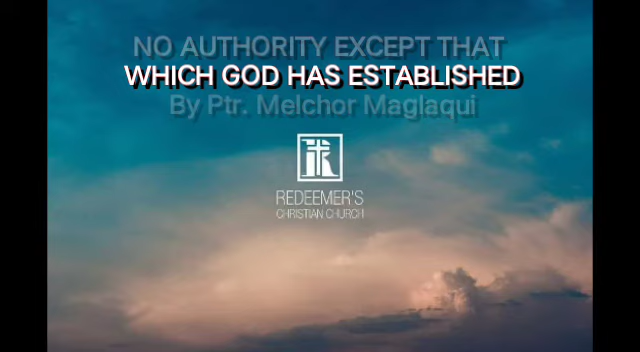 NO AUTHORITY EXCEPT THAT
WHICH GOD HAS ESTABLISHED
By Ptr. Melchor Maglaqui
REDEEMER'S
CHRISTIAN CHURCH